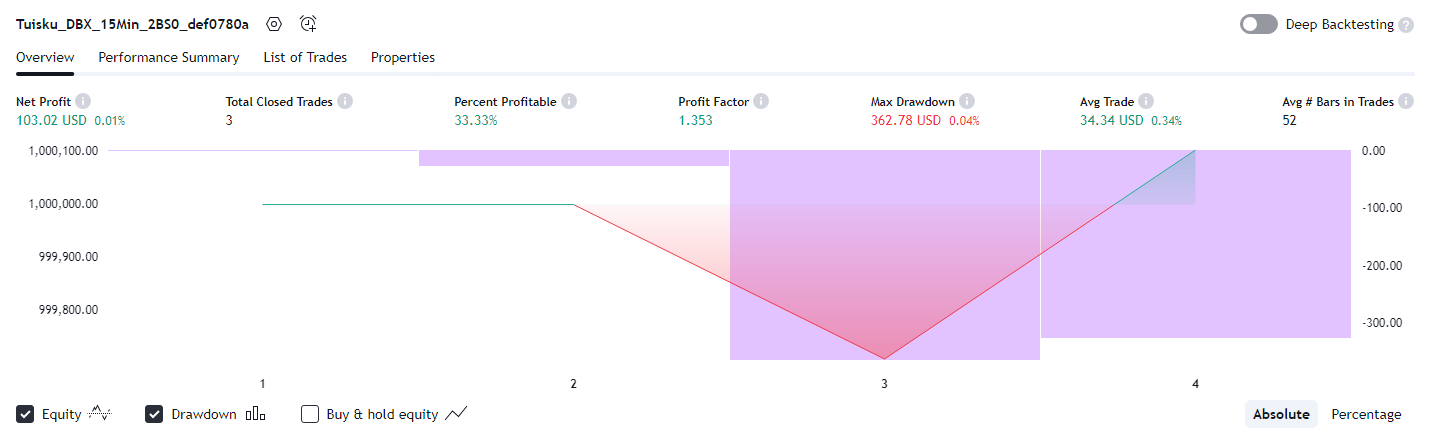 Tuisku_DBX_15Min_2BS0_def0780a
Deep Backtesting ?
Overview Performance Summary List of Trades Properties
Net Profit Total Closed Trades Percent Profitable Profit Factor Max Drawdown Avg Trade Avg # Bars in Trades
103.02 USD 0.01% 3 33.33% 1.353 362.78 USD 0.04% 34.34 USD 0.34% 52
1,000,100.00 0.00
1,000,000.00 -100.00
999,900.00 -200.00
999,800.00 -300.00
1 2 3 4
Equity Drawdown Buy & hold equity Absolute Percentage